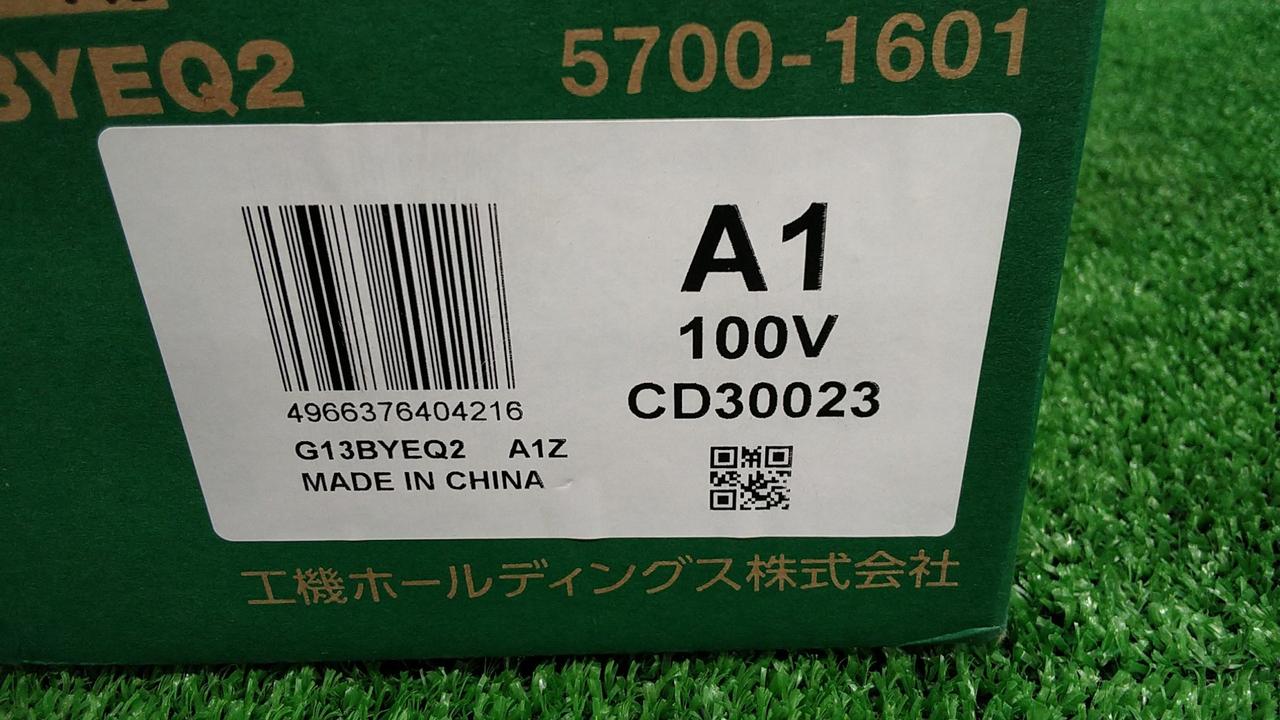 BYEQ2
5700-1601
A1
100V
CD30023
4966376404216
G13BYEQ2 A1Z
MADE IN CHINA
工機ホールディングス株式会社